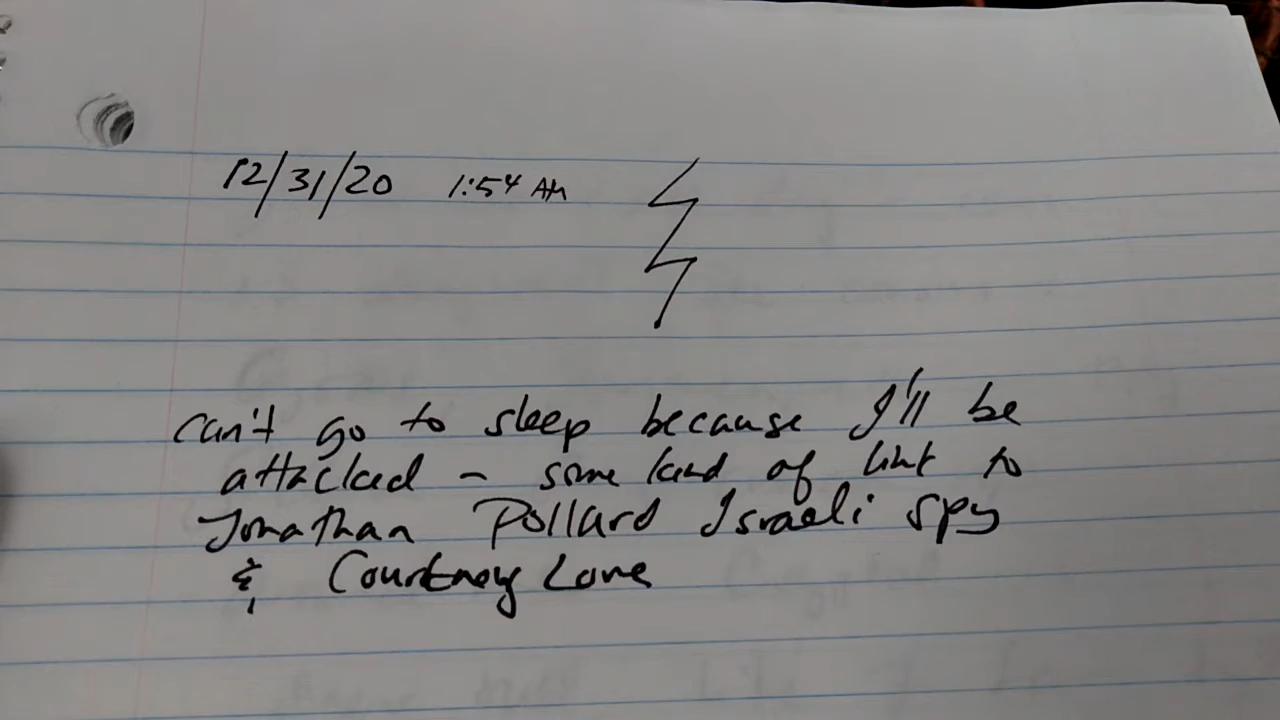 12/31/20 1:54 AM
can't go to sleep because I'll be
attacked - some kind of link to
Jonathan Pollard Israeli spy
& Courtney Love